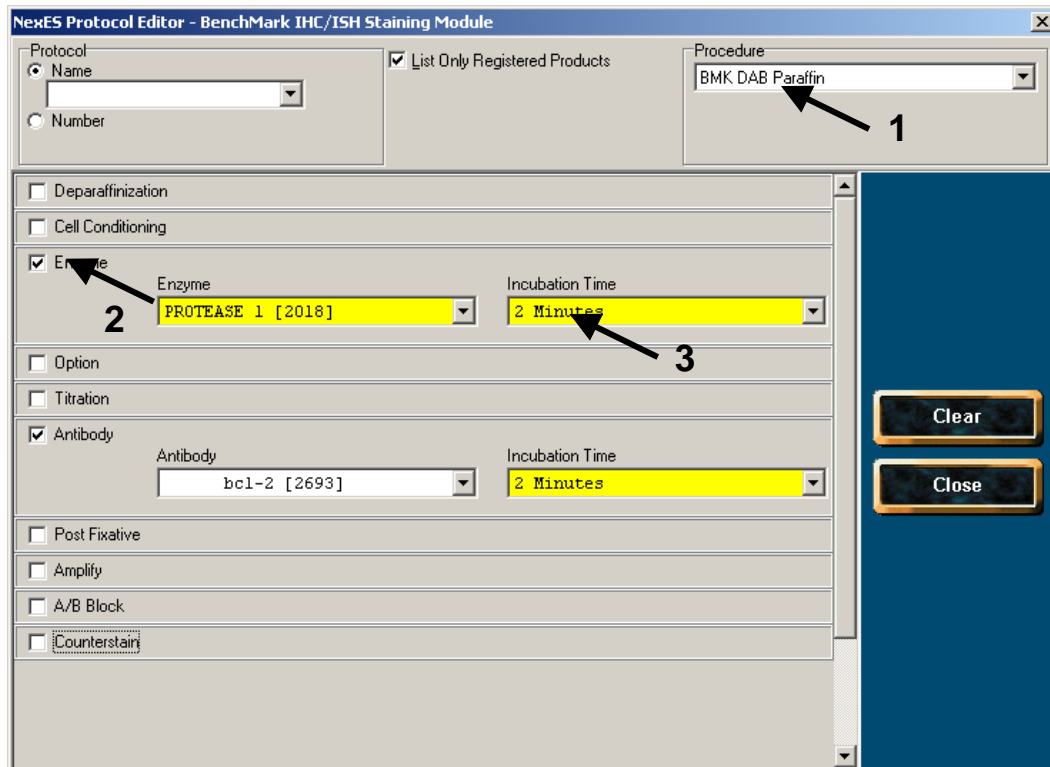 NexES Protocol Editor - BenchMark IHC/ISH Staining Module
Protocol
Name
Number
List Only Registered Products
Procedure
BMK DAB Paraffin
1
Deparaffinization
Cell Conditioning
Enzyme
Enzyme
Incubation Time
PROTEASE 1 [2018]
2 Minutes
2
3
Option
Titration
Antibody
Antibody
Incubation Time
bcl-2 [2693]
2 Minutes
Post Fixative
Amplify
A/B Block
Counterstain
Clear
Close